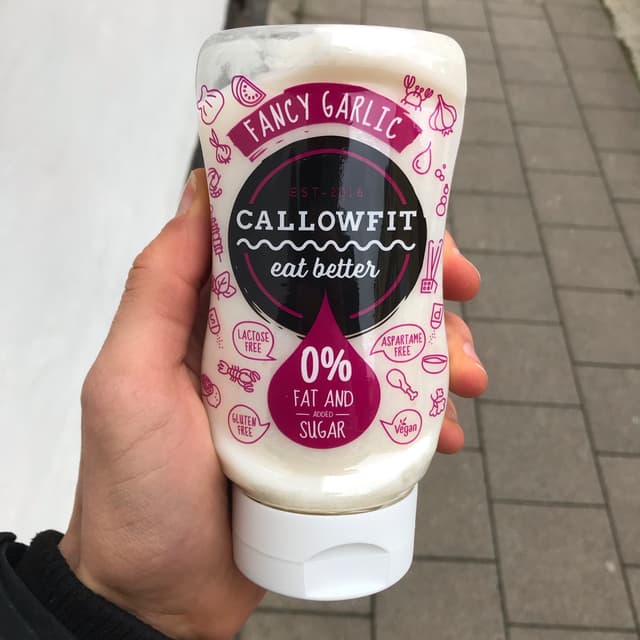 FANCY GARLIC
EST-2016
CALLOWFIT
eat better
LACTOSE
FREE
ASPARTAME
FREE
0%
FAT AND
ADDED
SUGAR
GLUTEN
FREE
Vegan